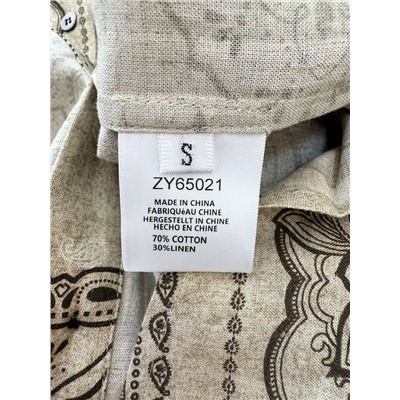 S
ZY65021
MADE IN CHINA
FABRIQUéAU CHINE
HERGESTELLT IN CHINE
HECHO EN CHINE
70% COTTON
30%LINEN